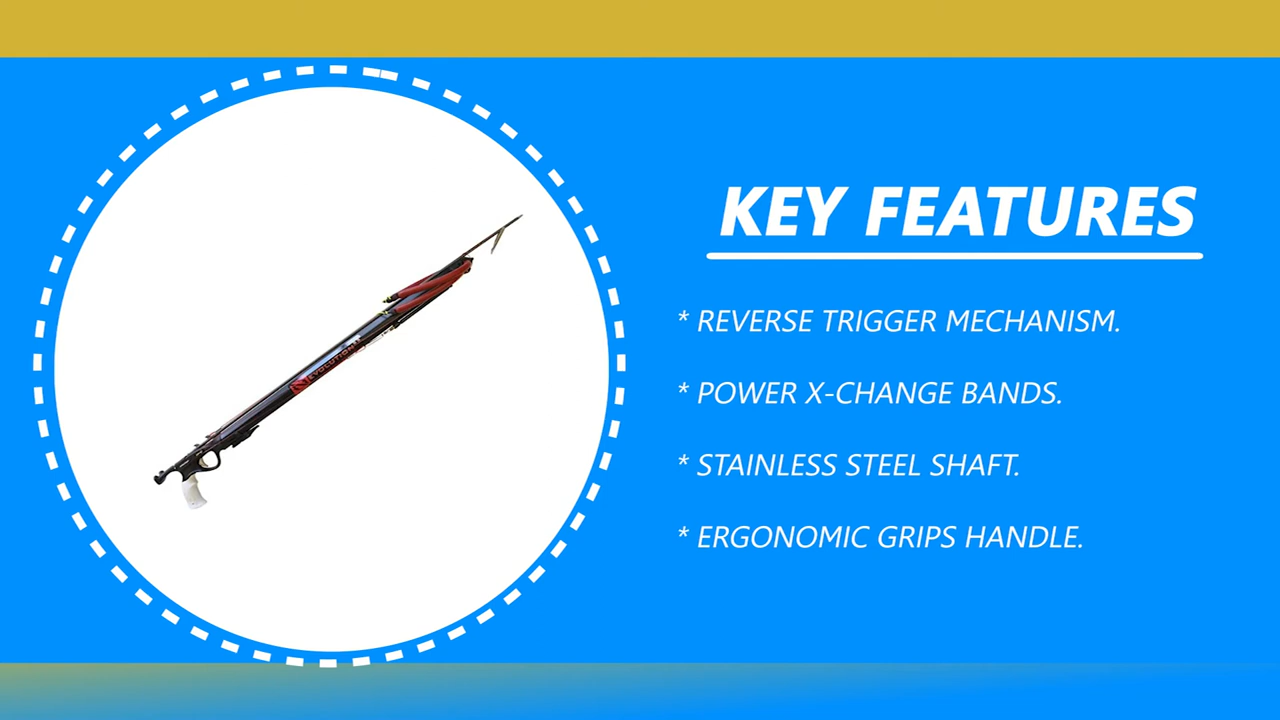 KEY FEATURES
* REVERSE TRIGGER MECHANISM.
* POWER X-CHANGE BANDS.
* STAINLESS STEEL SHAFT.
* ERGONOMIC GRIPS HANDLE.